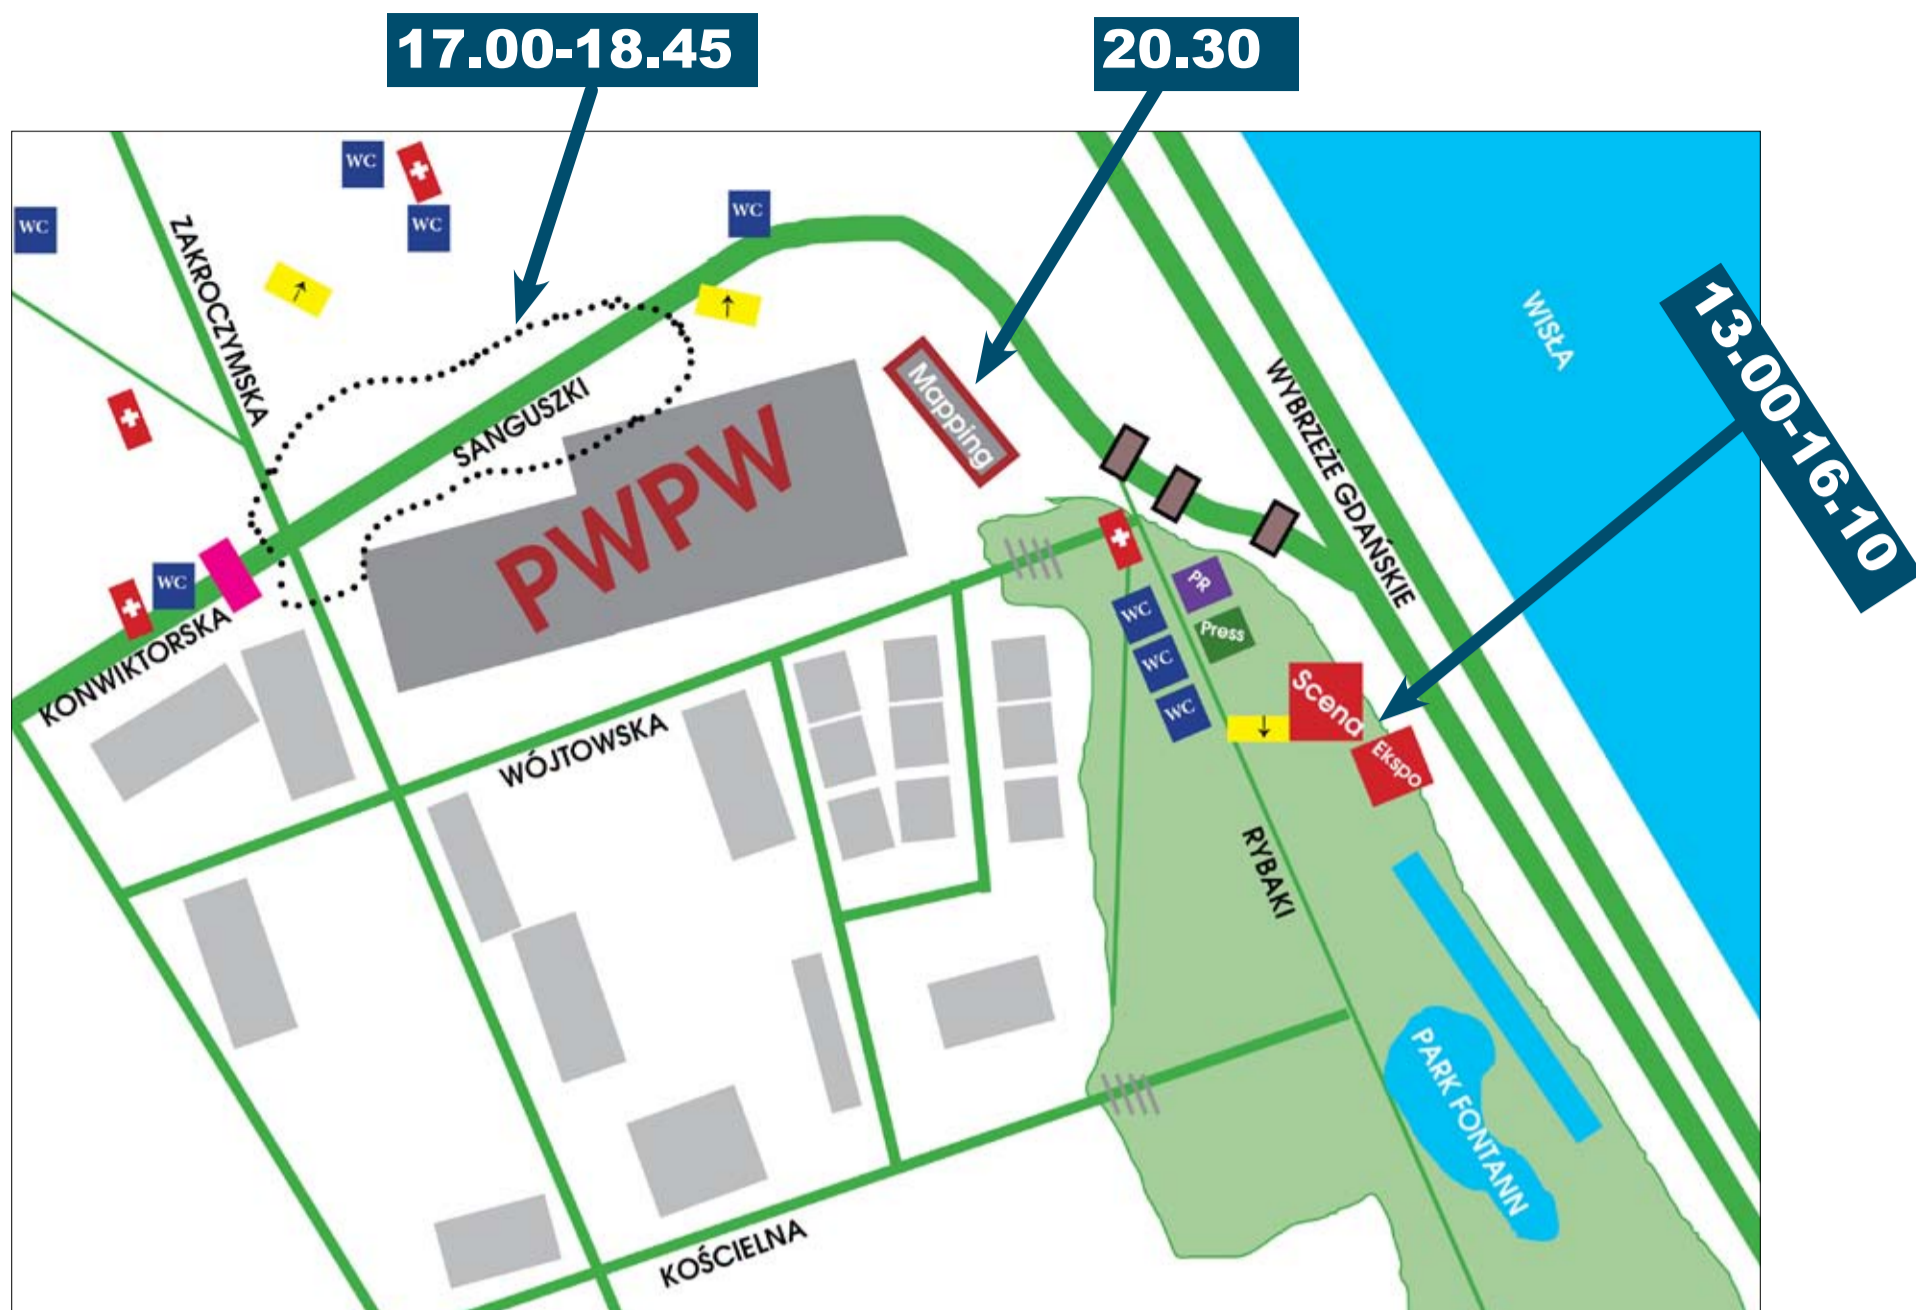 17.00-18.45
20.30
WC
WC
WC
WC
ZAKROCZYMSKA
↑
↑
WISŁA
13.00-16.10
Mapping
WYBRZEŻE GDAŃSKIE
SANGUSZKI
PWPW
WC
KONWIKTORSKA
PR
WC
Press
WC
WC
Scena
↓
Ekspo
WÓJTOWSKA
RYBAKI
PARK FONTANN
KOŚCIELNA